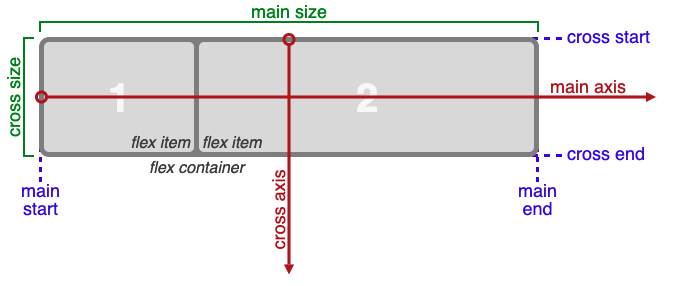 main size
cross start
cross size
1
2
main axis
flex item
flex item
cross end
flex container
main
start
cross axis
main
end